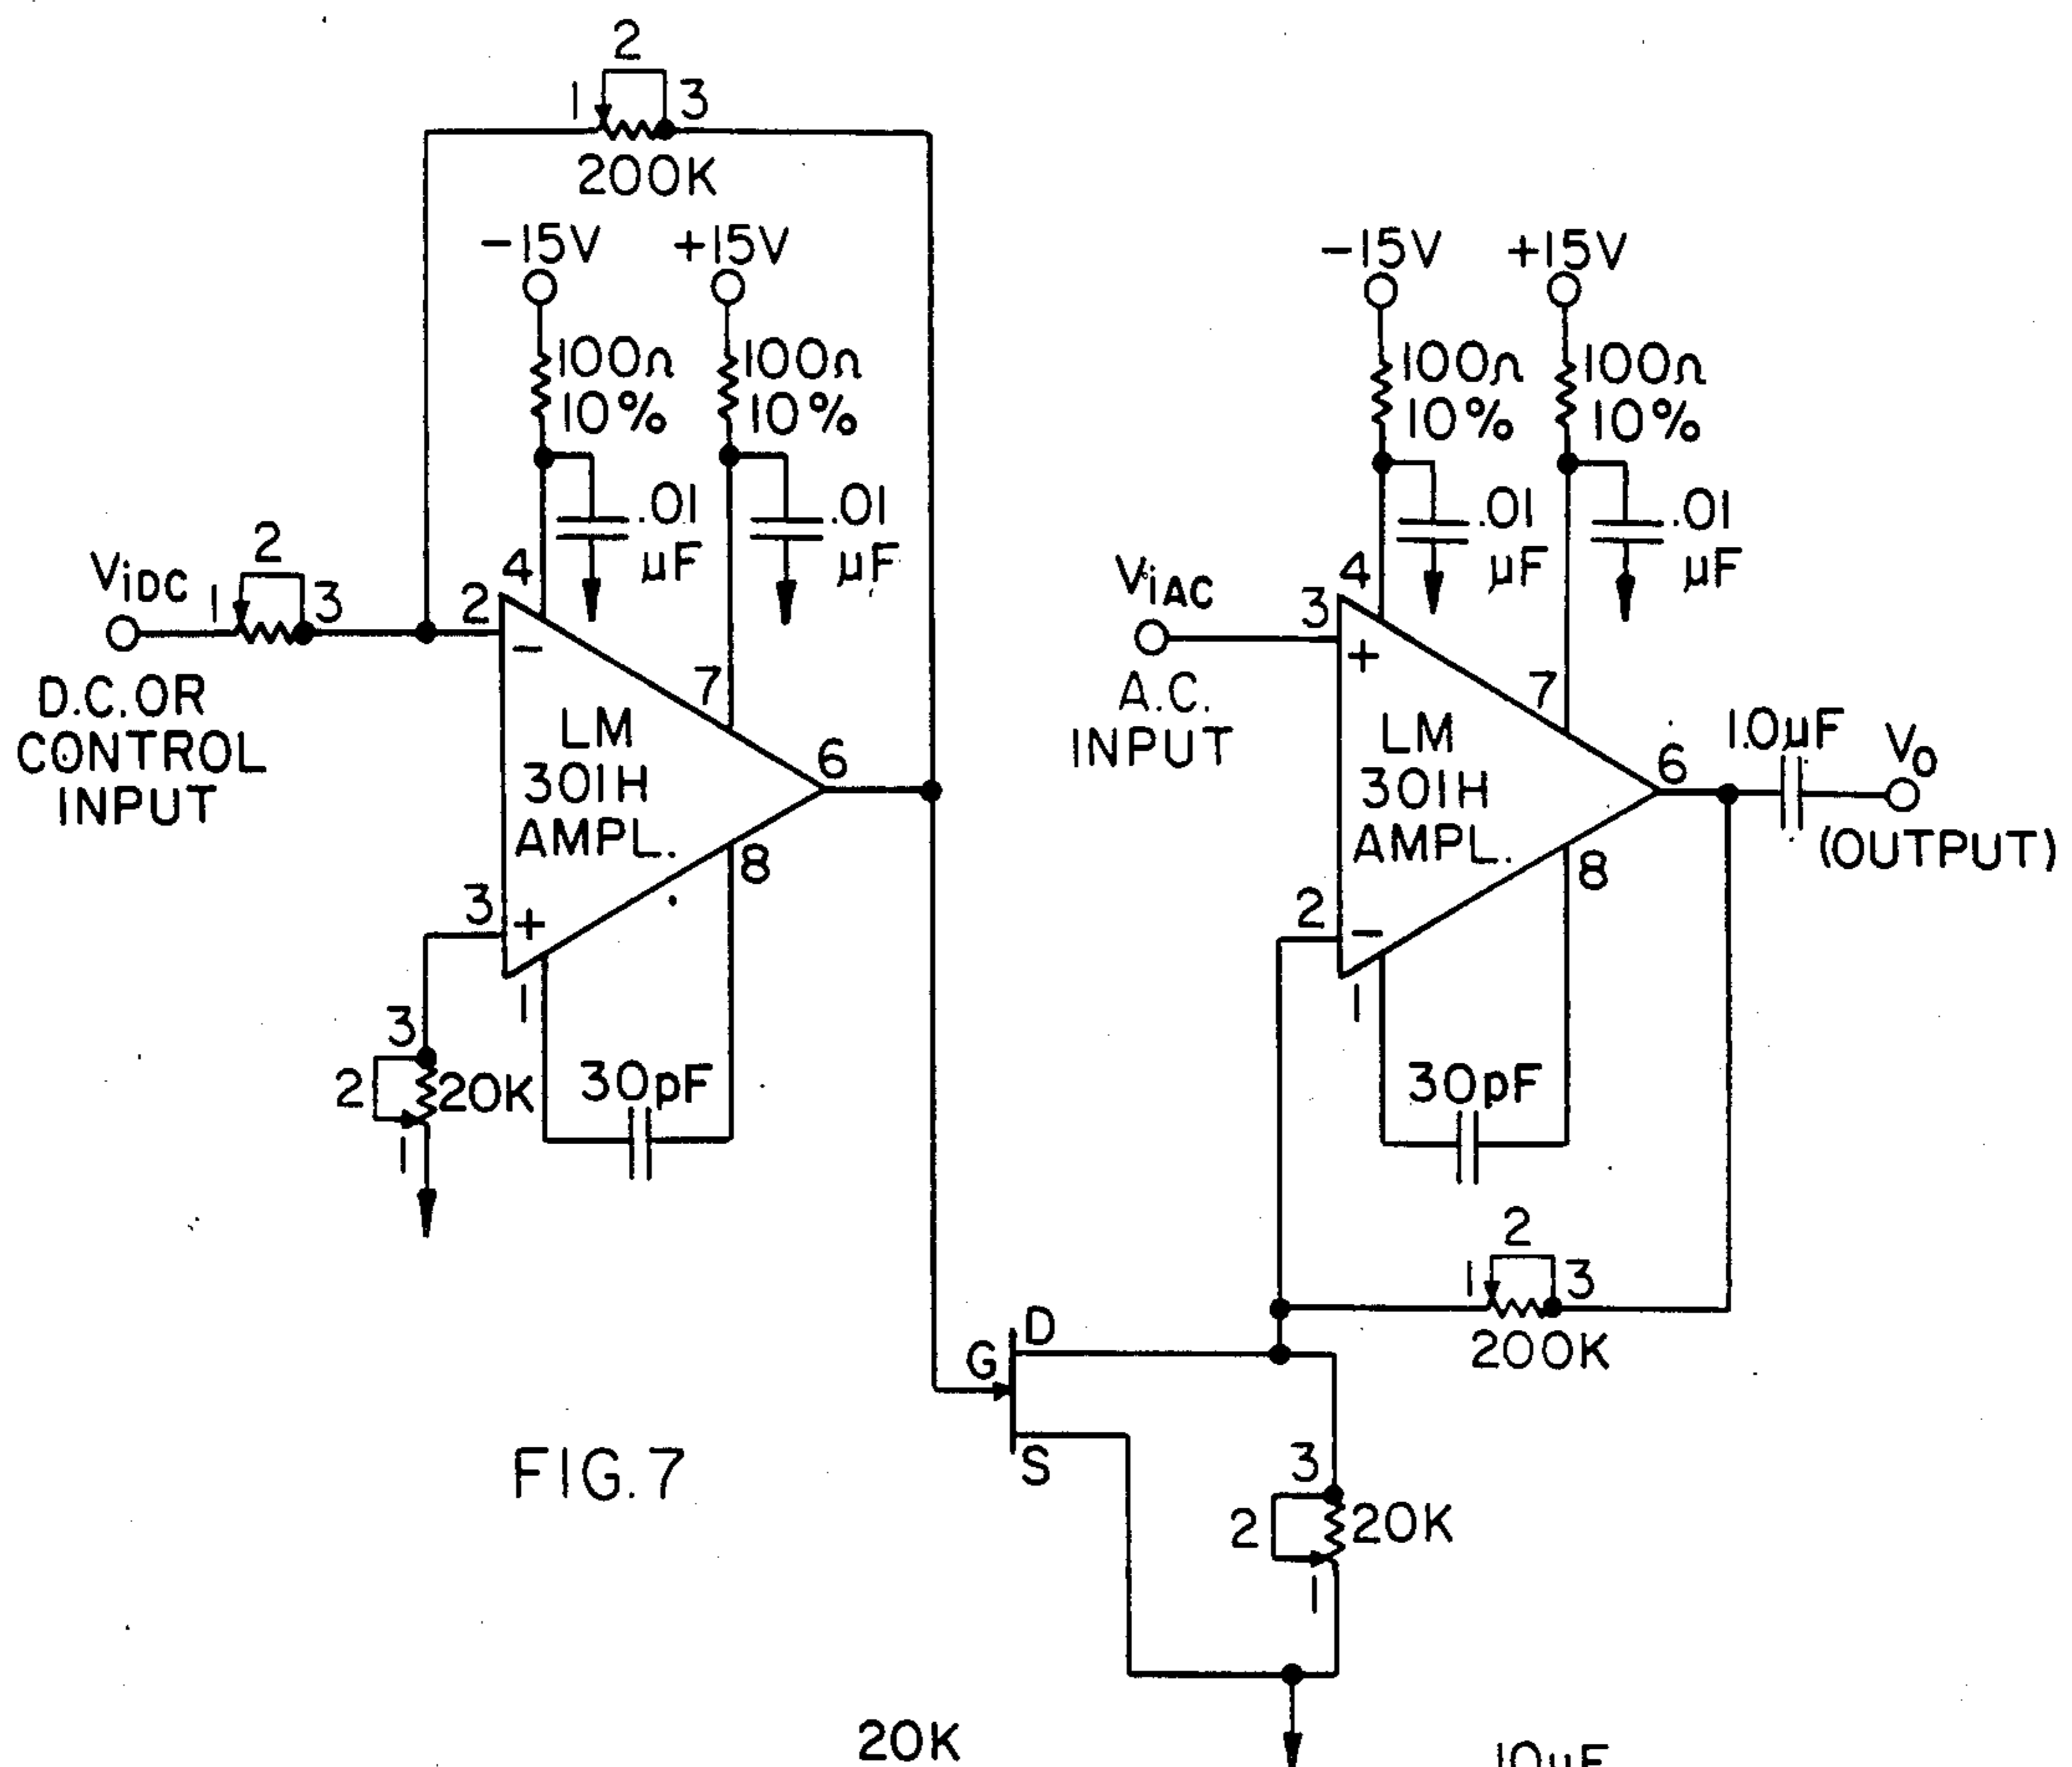 2
1 3
200K
-15V +15V
100Ω 100Ω
10% 10%
.01 .01
µF µF
-15V +15V
100Ω 100Ω
10% 10%
.01 .01
µF µF
ViDC
2
1 3
D.C. OR
CONTROL
INPUT
2 4
−
7
LM
301H
AMPL.
6
8
3
+
1
3
2 20K
1
30pF
ViAC
A.C.
INPUT
3 4
+
7
LM
301H
AMPL.
6
8
2
−
1
30pF
1.0µF
VO
(OUTPUT)
2
1 3
200K
G D
S
3
2 20K
1
FIG. 7
20K
10µF